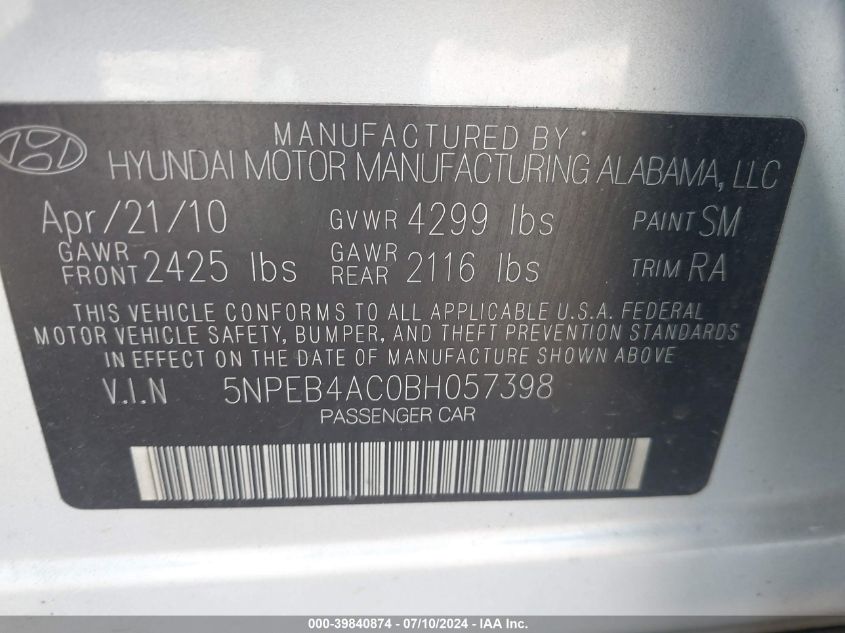 MANUFACTURED BY
HYUNDAI MOTOR MANUFACTURING ALABAMA, LLC
Apr/21/10 GVWR 4299 lbs PAINT SM
GAWR FRONT 2425 lbs GAWR REAR 2116 lbs TRIM RA
THIS VEHICLE CONFORMS TO ALL APPLICABLE U.S.A. FEDERAL
MOTOR VEHICLE SAFETY, BUMPER, AND THEFT PREVENTION STANDARDS
IN EFFECT ON THE DATE OF MANUFACTURE SHOWN ABOVE
V.I.N 5NPEB4AC0BH057398
PASSENGER CAR
000-39840874 - 07/10/2024 - IAA Inc.